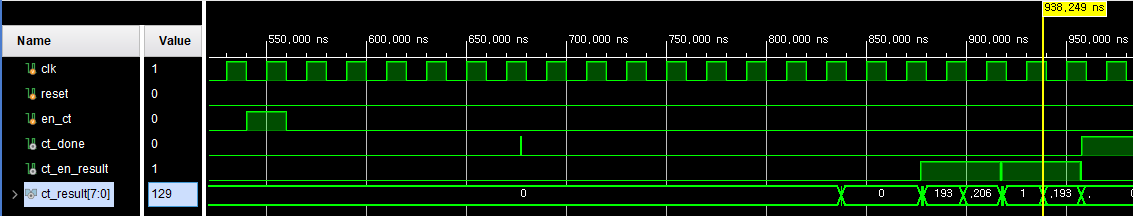 938,249 ns
Name Value 550,000 ns 600,000 ns 650,000 ns 700,000 ns 750,000 ns 800,000 ns 850,000 ns 900,000 ns 950,000 ns
clk 1
reset 0
en_ct 0
ct_done 0
ct_en_result 1
ct_result[7:0] 129 0 0 193 .206 1 .193 .